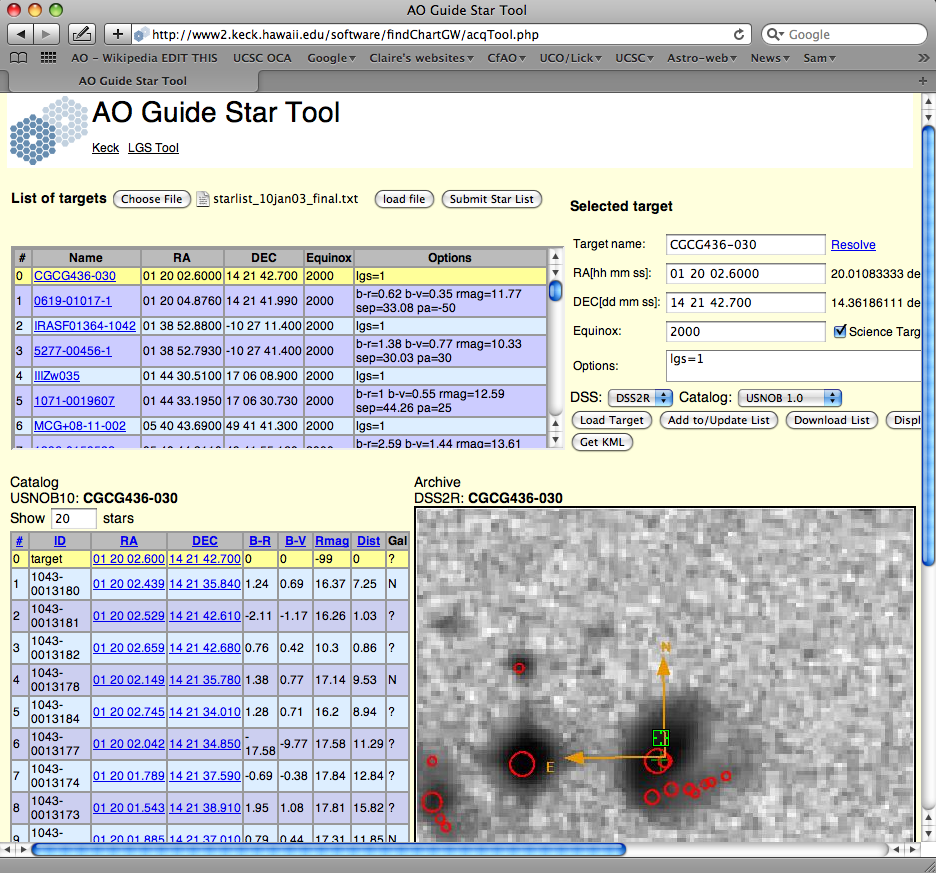 AO Guide Star Tool
http://www2.keck.hawaii.edu/software/findChartGW/acqTool.php
Google
AO - Wikipedia EDIT THIS UCSC OCA Google Claire's websites CfAO UCO/Lick UCSC Astro-web News Sam
AO Guide Star Tool
AO Guide Star Tool
Keck LGS Tool
List of targets Choose File starlist_10jan03_final.txt load file Submit Star List
# Name RA DEC Equinox Options
0 CGCG436-030 01 20 02.6000 14 21 42.700 2000 lgs=1
1 0619-01017-1 01 20 04.8760 14 21 41.990 2000 b-r=0.62 b-v=0.35 rmag=11.77
sep=33.08 pa=-50
2 IRASF01364-1042 01 38 52.8800 -10 27 11.400 2000 lgs=1
3 5277-00456-1 01 38 52.7930 -10 27 41.400 2000 b-r=1.38 b-v=0.77 rmag=10.33
sep=30.03 pa=30
4 IIIZw035 01 44 30.5100 17 06 08.900 2000 lgs=1
5 1071-0019607 01 44 33.1950 17 06 30.730 2000 b-r=1 b-v=0.55 rmag=12.59
sep=44.26 pa=25
6 MCG+08-11-002 05 40 43.6900 49 41 41.300 2000 lgs=1
b-r=2.59 b-v=1.44 rmag=13.61
Selected target
Target name: CGCG436-030 Resolve
RA[hh mm ss]: 01 20 02.6000 20.01083333 de
DEC[dd mm ss]: 14 21 42.700 14.36186111 de
Equinox: 2000 Science Targ
Options: lgs=1
DSS: DSS2R Catalog: USNOB 1.0
Load Target Add to/Update List Download List Displ
Get KML
Catalog
USNOB10: CGCG436-030
Show 20 stars
# ID RA DEC B-R B-V Rmag Dist Gal
0 target 01 20 02.600 14 21 42.700 0 0 -99 0 ?
1 1043-0013180 01 20 02.439 14 21 35.840 1.24 0.69 16.37 7.25 N
2 1043-0013181 01 20 02.529 14 21 42.610 -2.11 -1.17 16.26 1.03 ?
3 1043-0013182 01 20 02.659 14 21 42.680 0.76 0.42 10.3 0.86 ?
4 1043-0013178 01 20 02.149 14 21 35.780 1.38 0.77 17.14 9.53 N
5 1043-0013184 01 20 02.745 14 21 34.010 1.28 0.71 16.2 8.94 ?
6 1043-0013177 01 20 02.042 14 21 34.850 -17.58 -9.77 17.58 11.29 ?
7 1043-0013174 01 20 01.789 14 21 37.590 -0.69 -0.38 17.84 12.84 ?
8 1043-0013173 01 20 01.543 14 21 38.910 1.95 1.08 17.81 15.82 ?
9 1043- 01 20 01.885 14 21 37.010 0.79 0.44 17.31 11.85 N
Archive
DSS2R: CGCG436-030
N
E